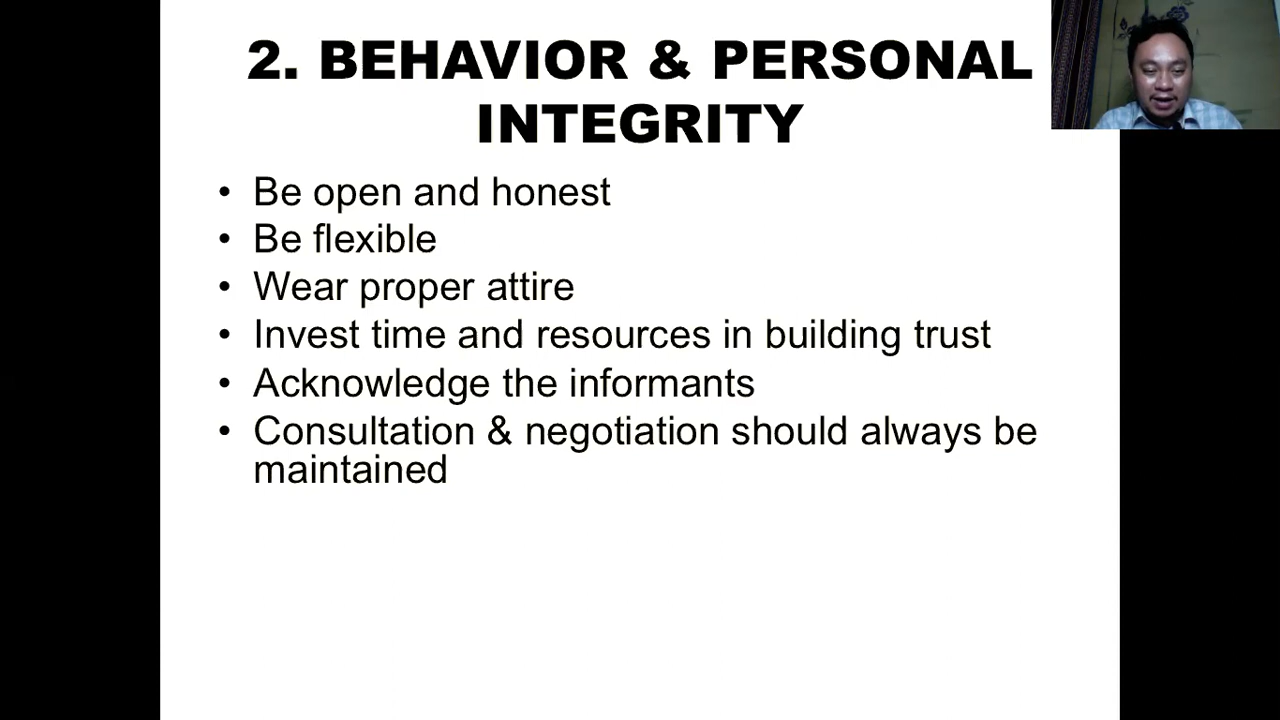 2. BEHAVIOR & PERSONAL
INTEGRITY
• Be open and honest
• Be flexible
• Wear proper attire
• Invest time and resources in building trust
• Acknowledge the informants
• Consultation & negotiation should always be
maintained